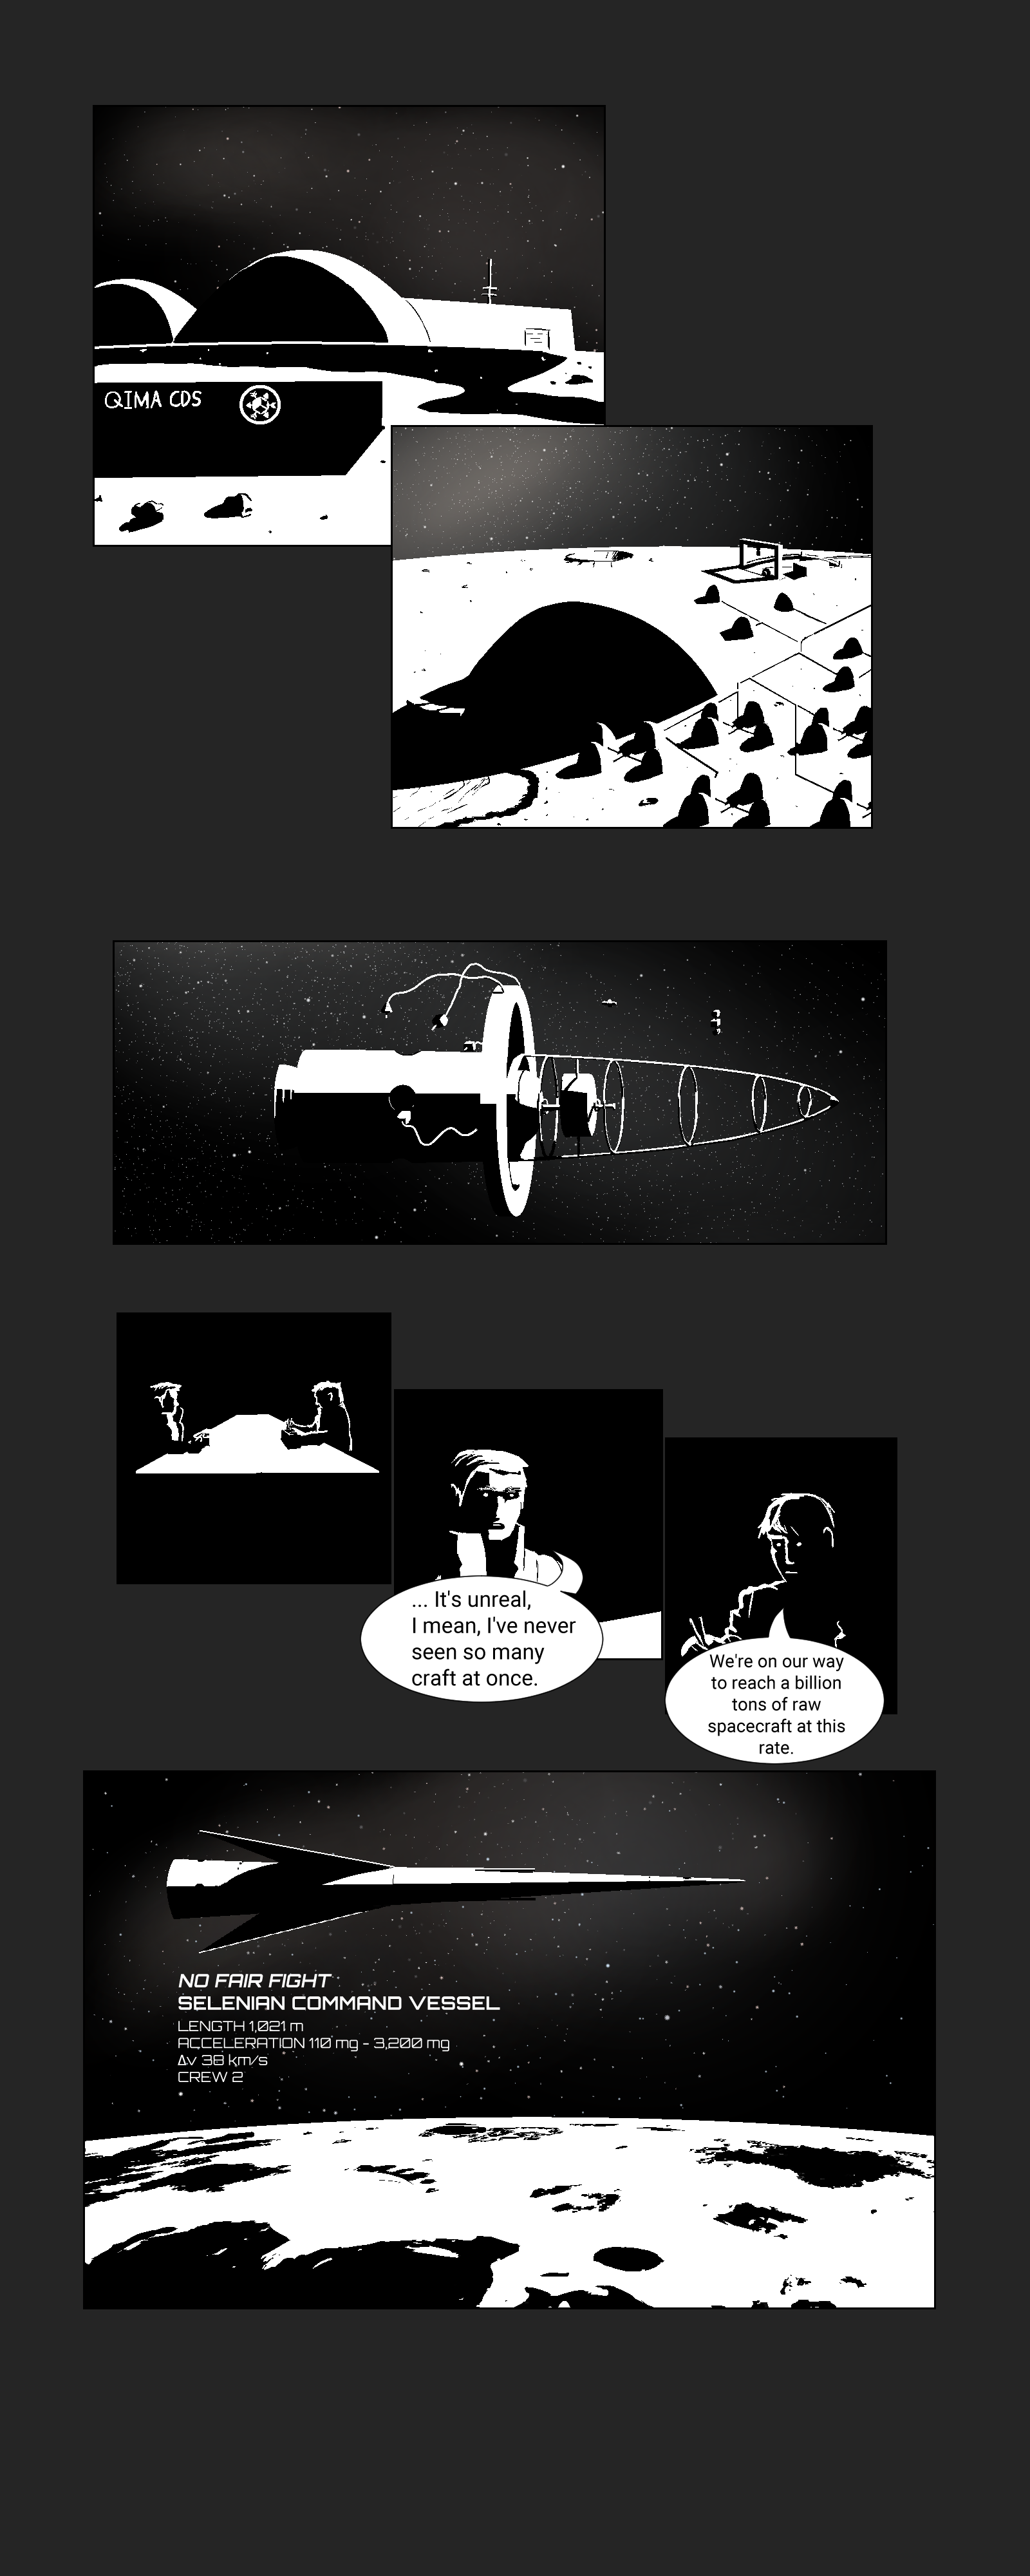 QIMA CDS
... It's unreal,
I mean, I've never
seen so many
craft at once.
We're on our way
to reach a billion
tons of raw
spacecraft at this
rate.
NO FAIR FIGHT
SELENIAN COMMAND VESSEL
LENGTH 1,021 m
ACCELERATION 110 mg - 3,200 mg
Δv 38 km/s
CREW 2